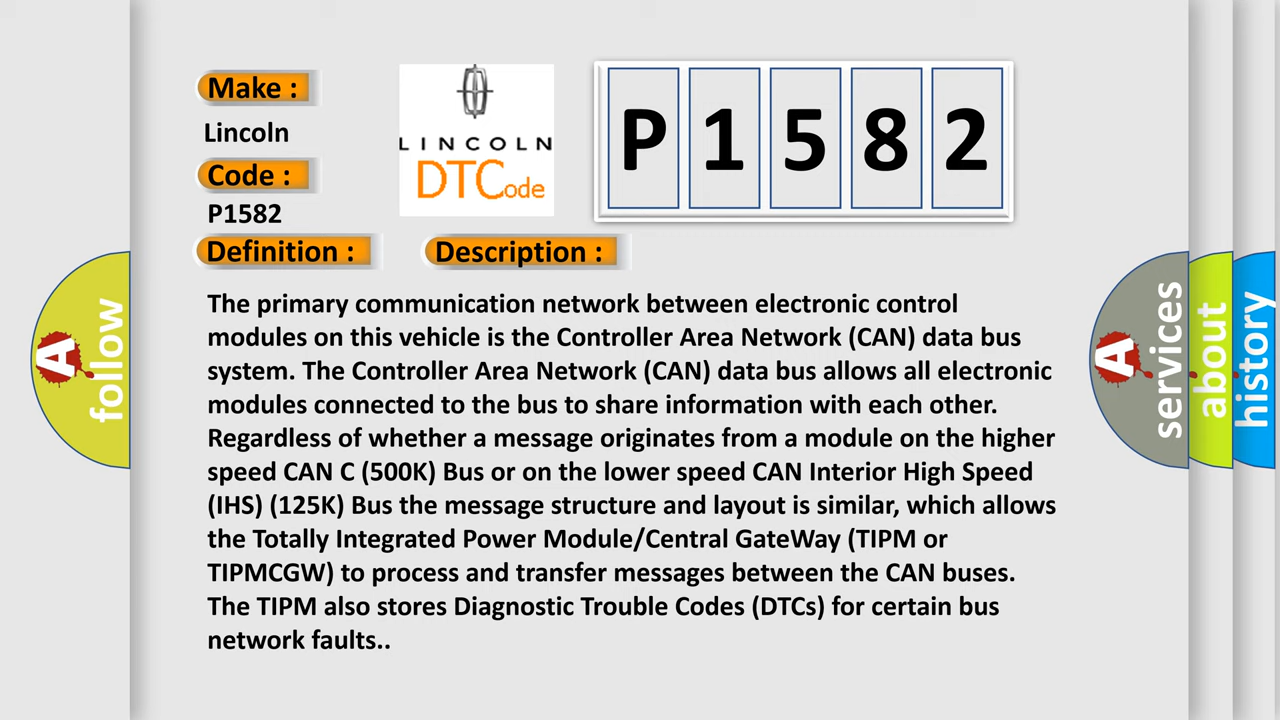 Make :
Lincoln
Code :
P1582
LINCOLN
DTCode
P1582
Definition :
Description :
The primary communication network between electronic control
modules on this vehicle is the Controller Area Network (CAN) data bus
system. The Controller Area Network (CAN) data bus allows all electronic
modules connected to the bus to share information with each other.
Regardless of whether a message originates from a module on the higher
speed CAN C (500K) Bus or on the lower speed CAN Interior High Speed
(IHS) (125K) Bus the message structure and layout is similar, which allows
the Totally Integrated Power Module/Central GateWay (TIPM or
TIPMCGW) to process and transfer messages between the CAN buses.
The TIPM also stores Diagnostic Trouble Codes (DTCs) for certain bus
network faults..
A
follow
A
services
about
history